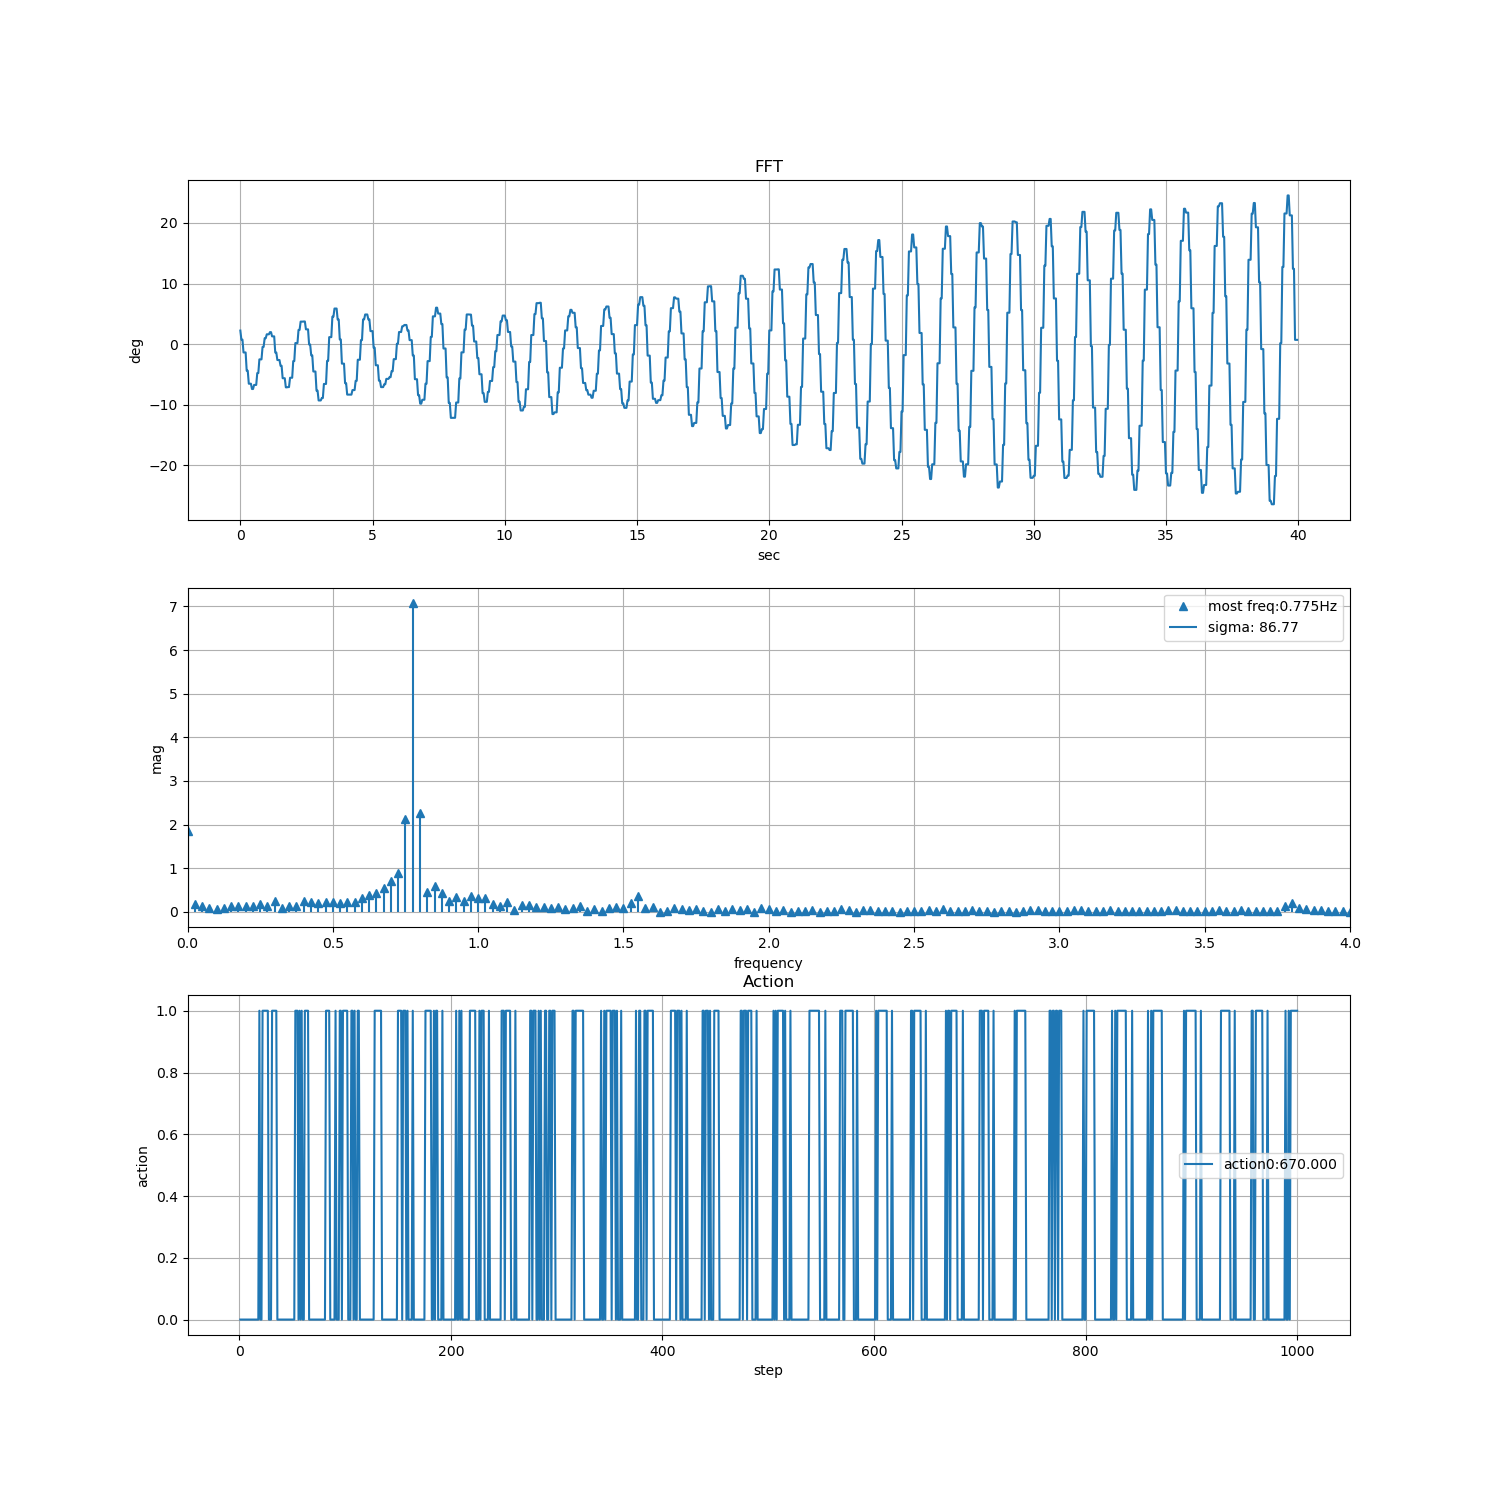 FFT
20
10
0
−10
−20
deg
0 5 10 15 20 25 30 35 40
sec
7
6
5
4
3
2
1
0
mag
most freq:0.775Hz
sigma: 86.77
0.0 0.5 1.0 1.5 2.0 2.5 3.0 3.5 4.0
frequency
Action
1.0
0.8
0.6
0.4
0.2
0.0
action
action0:670.000
0 200 400 600 800 1000
step